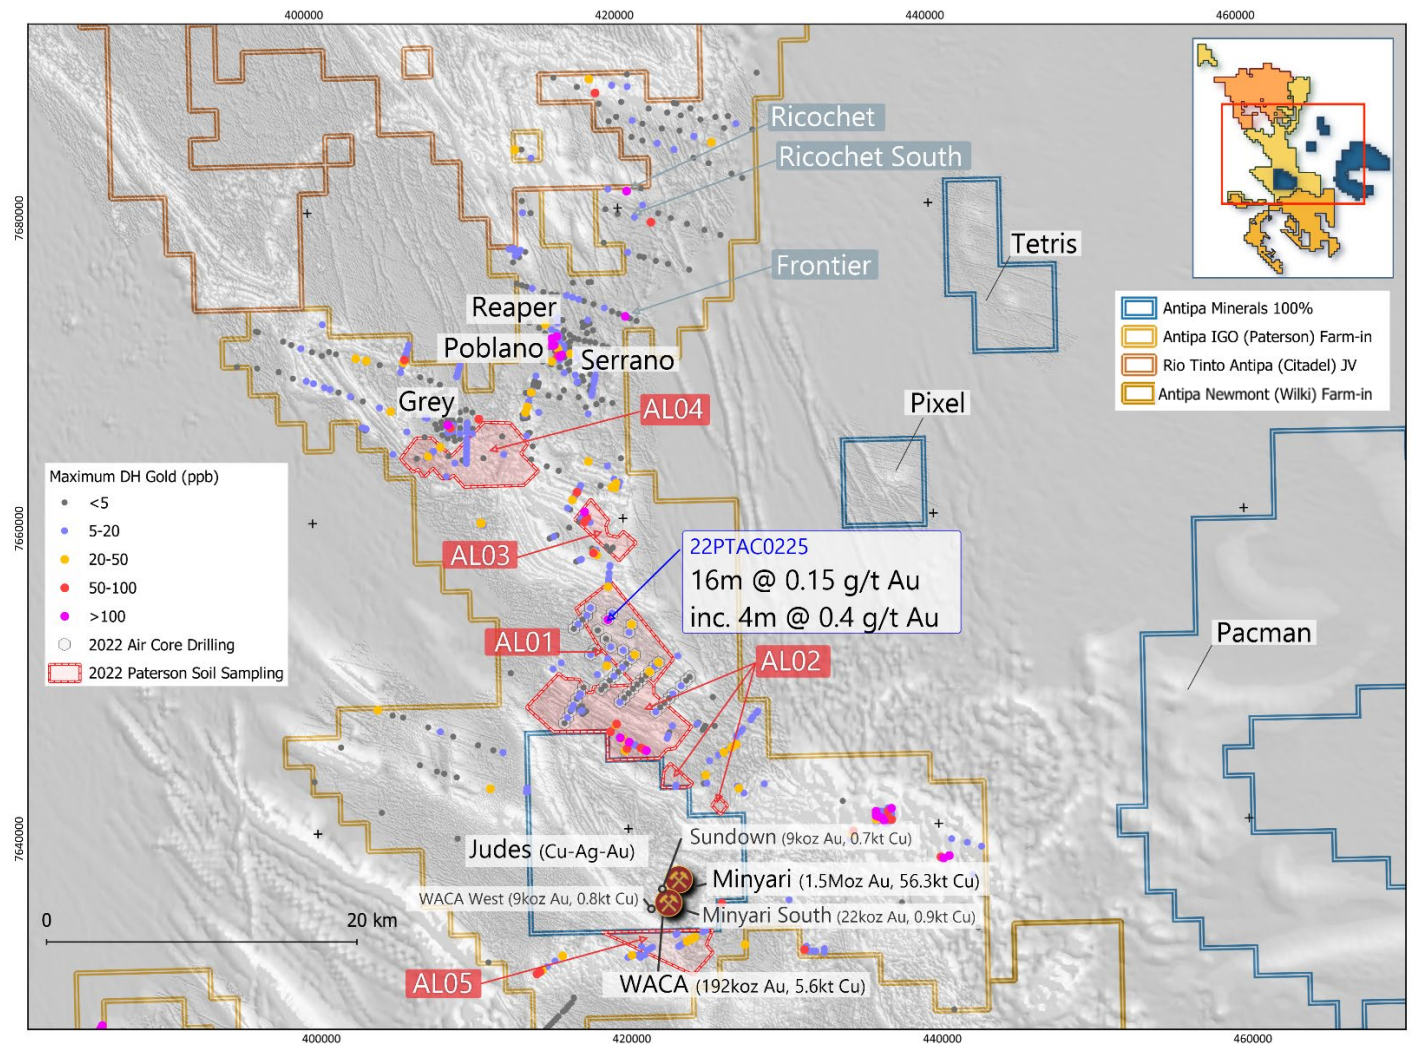 400000
420000
440000
460000
7680000
7660000
7640000
Ricochet
Ricochet South
Frontier
Tetris
Antipa Minerals 100%
Antipa IGO (Paterson) Farm-in
Rio Tinto Antipa (Citadel) JV
Antipa Newmont (Wilki) Farm-in
Reaper
Poblano
Serrano
Grey
AL04
Pixel
Maximum DH Gold (ppb)
<5
5-20
20-50
50-100
>100
2022 Air Core Drilling
2022 Paterson Soil Sampling
AL03
22PTAC0225
16m @ 0.15 g/t Au
inc. 4m @ 0.4 g/t Au
AL01
AL02
Pacman
Sundown (9koz Au, 0.7kt Cu)
Judes (Cu-Ag-Au)
Minyari (1.5Moz Au, 56.3kt Cu)
WACA West (9koz Au, 0.8kt Cu)
Minyari South (22koz Au, 0.9kt Cu)
0
20 km
AL05
WACA (192koz Au, 5.6kt Cu)
400000
420000
440000
460000